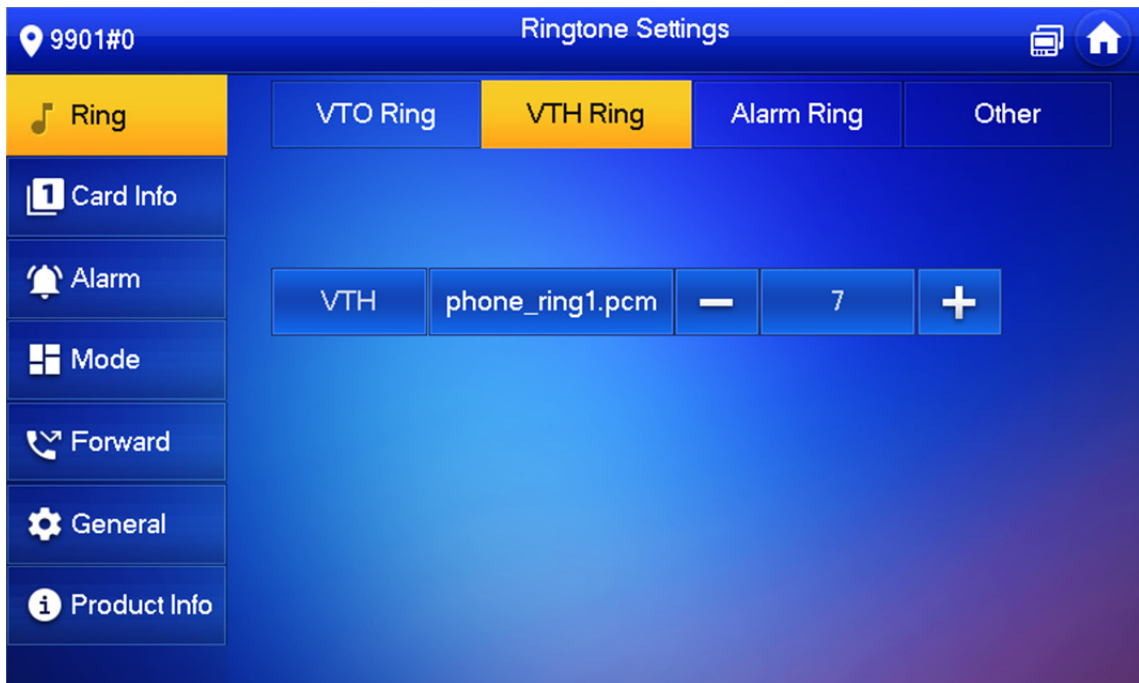 9901#0
Ringtone Settings
Ring
VTO Ring
VTH Ring
Alarm Ring
Other
1
Card Info
Alarm
VTH
phone_ring1.pcm
7
Mode
Forward
General
i
Product Info